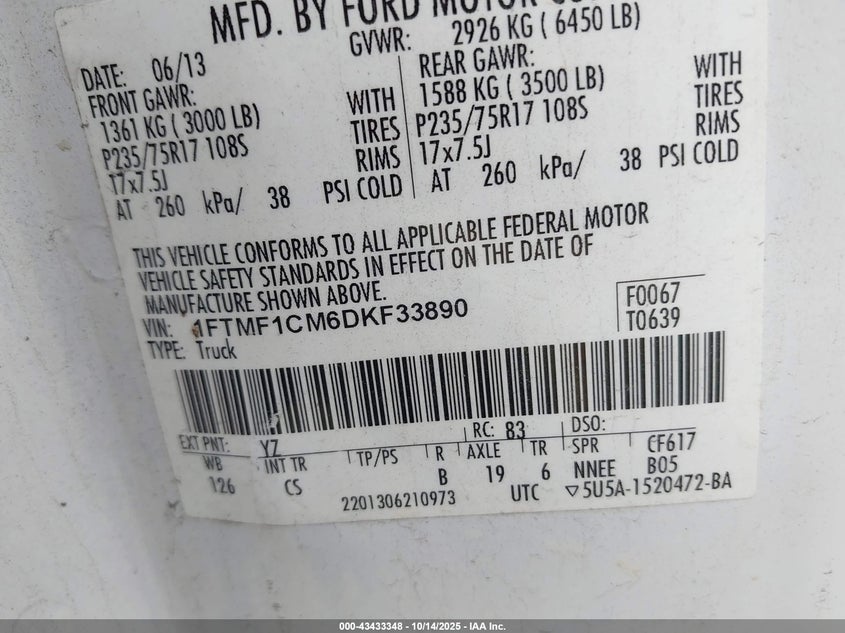 MFD. BY FORD MOTOR CO
GVWR: 2926 KG ( 6450 LB)
DATE: 06/13
FRONT GAWR:
1361 KG ( 3000 LB) WITH
P235/75R17 108S TIRES
17x7.5J RIMS
AT 260 kPa/ 38 PSI COLD
REAR GAWR: WITH
1588 KG ( 3500 LB) TIRES
P235/75R17 108S RIMS
17x7.5J
AT 260 kPa/ 38 PSI COLD
THIS VEHICLE CONFORMS TO ALL APPLICABLE FEDERAL MOTOR
VEHICLE SAFETY STANDARDS IN EFFECT ON THE DATE OF
MANUFACTURE SHOWN ABOVE.
VIN: 1FTMF1CM6DKF33890
TYPE: Truck
F0067
T0639
EXT PNT: YZ RC: 83 DSO:
WB INT TR TP/PS R AXLE TR SPR CF617
126 CS B 19 6 NNEE B05
2201306210973 UTC ▽5U5A-1520472-BA
000-43433348 - 10/14/2025 - IAA Inc.